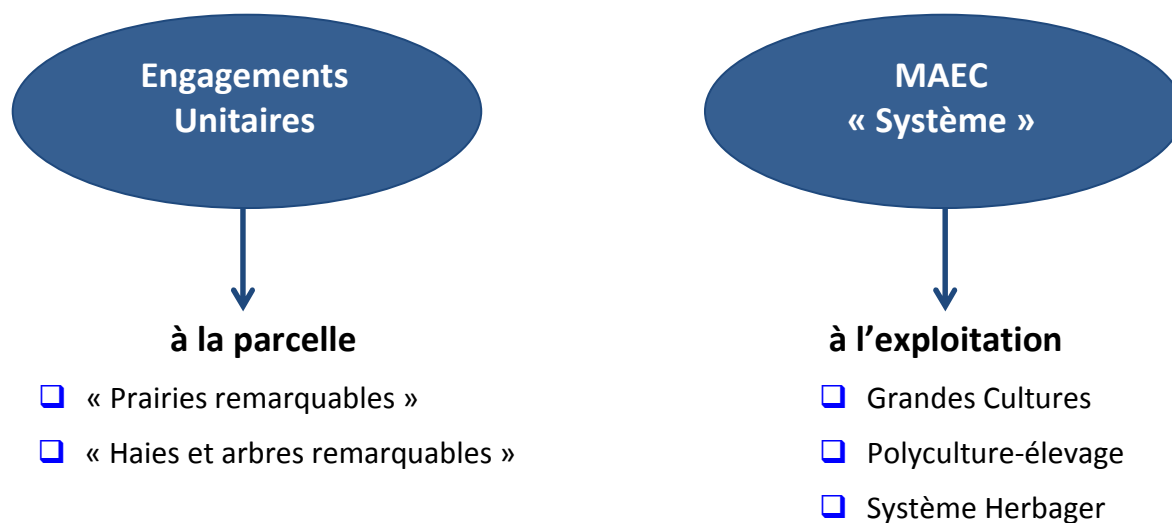 Engagements
Unitaires
à la parcelle
« Prairies remarquables »
« Haies et arbres remarquables »
MAEC
« Système »
à l’exploitation
Grandes Cultures
Polyculture-élevage
Système Herbager